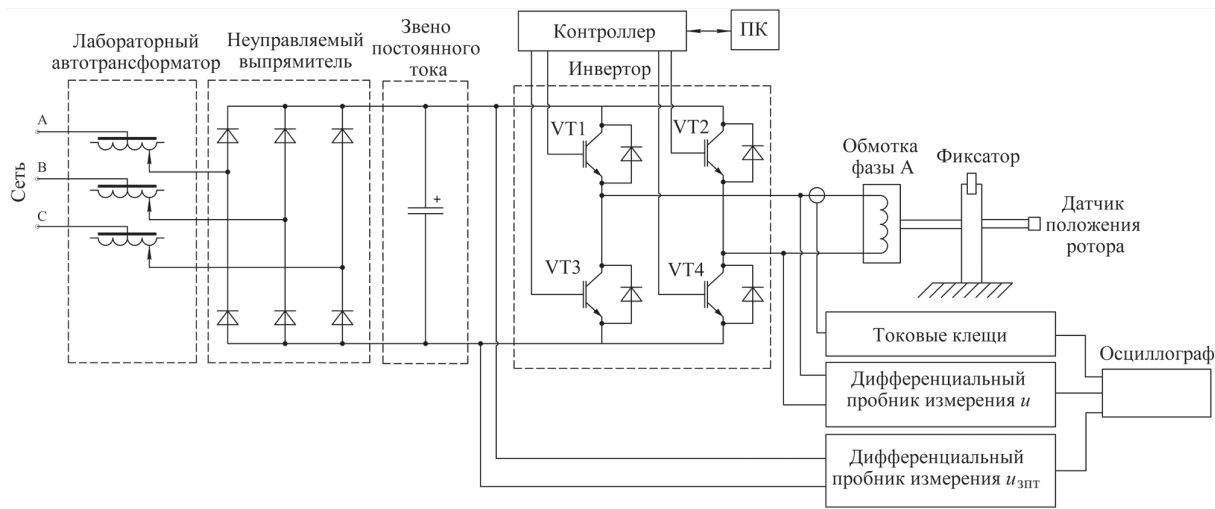 Лабораторный
автотрансформатор
Неуправляемый
выпрямитель
Звено
постоянного
тока
Контроллер
ПК
Инвертор
Сеть
A
B
C
+
VT1
VT2
VT3
VT4
Обмотка
фазы А
Фиксатор
Датчик
положения
ротора
Токовые клещи
Дифференциальный
пробник измерения u
Дифференциальный
пробник измерения uзпт
Осциллограф